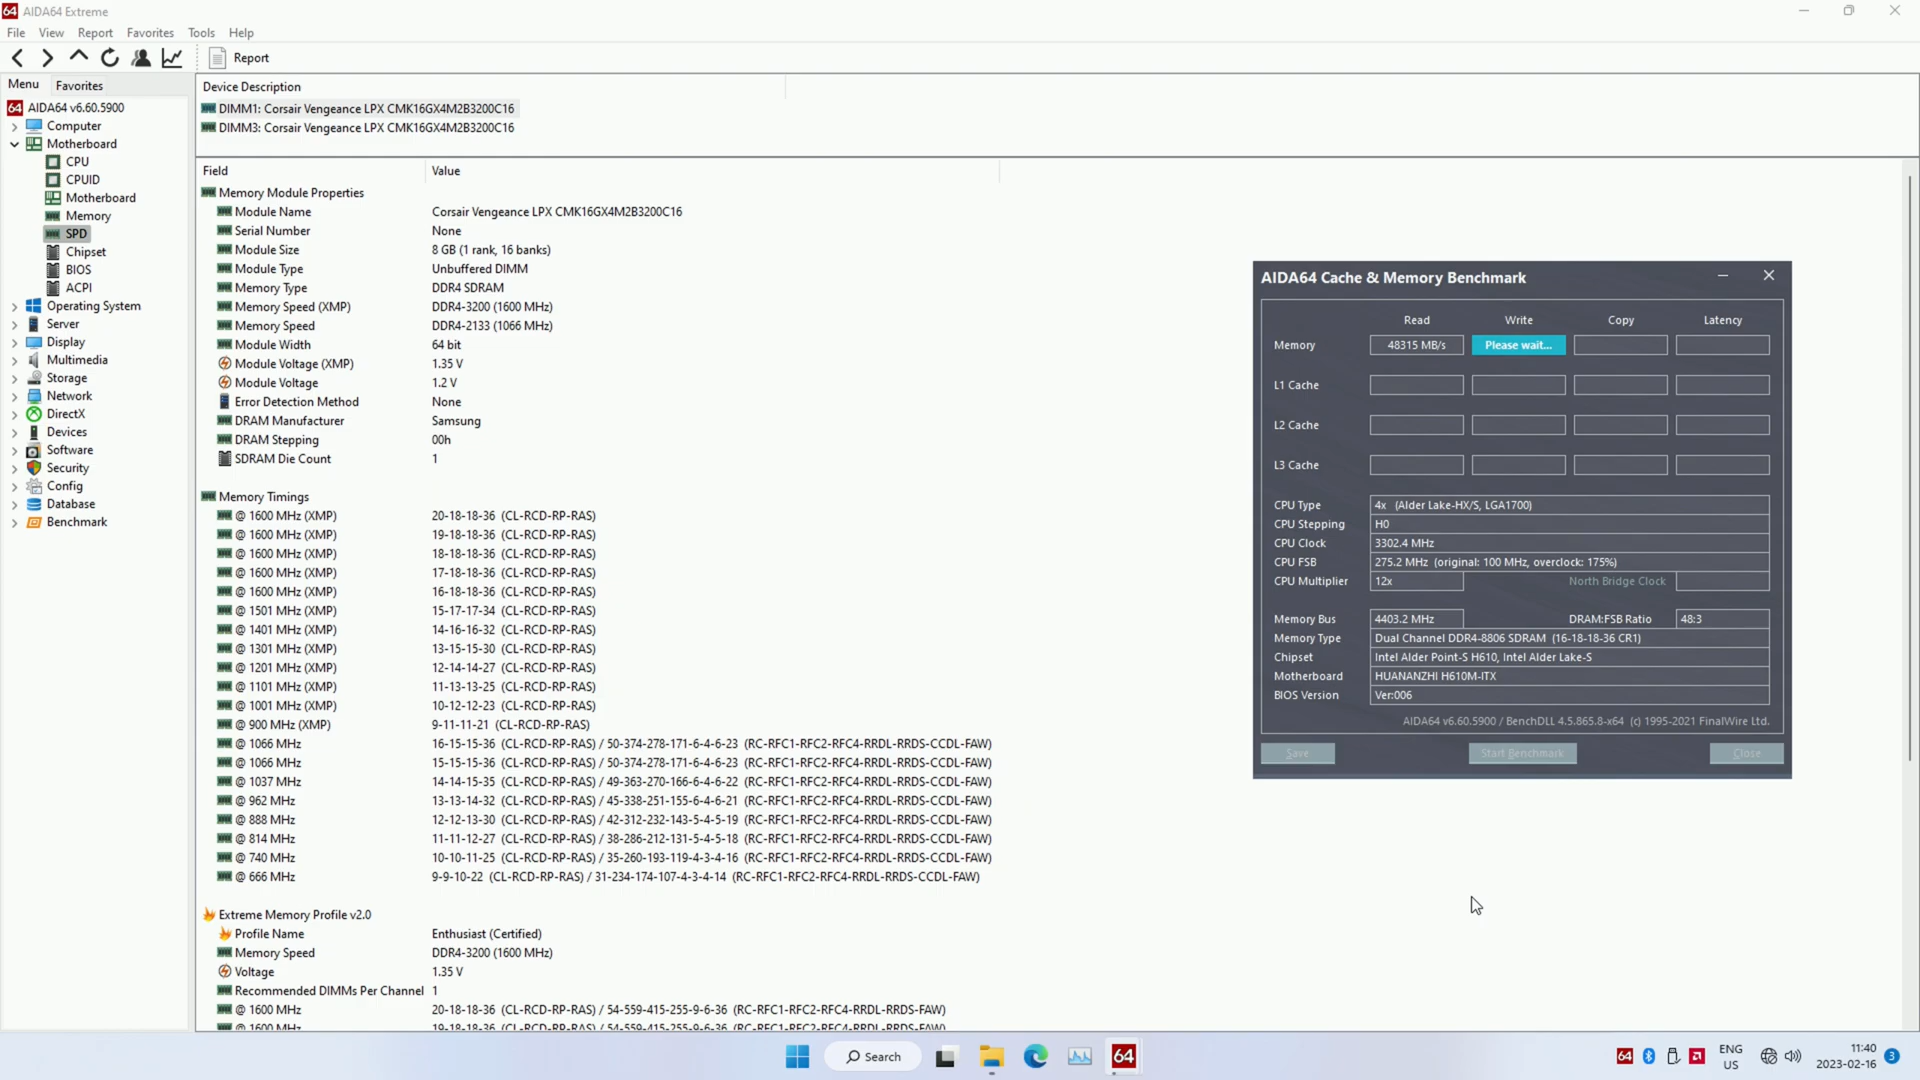 64 AIDA64 Extreme
File View Report Favorites Tools Help
Report
Menu Favorites
64 AIDA64 v6.60.5900
Computer
Motherboard
CPU
CPUID
Motherboard
Memory
SPD
Chipset
BIOS
ACPI
Operating System
Server
Display
Multimedia
Storage
Network
DirectX
Devices
Software
Security
Config
Database
Benchmark
Device Description
DIMM1: Corsair Vengeance LPX CMK16GX4M2B3200C16
DIMM3: Corsair Vengeance LPX CMK16GX4M2B3200C16
Field Value
Memory Module Properties
Module Name Corsair Vengeance LPX CMK16GX4M2B3200C16
Serial Number None
Module Size 8 GB (1 rank, 16 banks)
Module Type Unbuffered DIMM
Memory Type DDR4 SDRAM
Memory Speed (XMP) DDR4-3200 (1600 MHz)
Memory Speed DDR4-2133 (1066 MHz)
Module Width 64 bit
Module Voltage (XMP) 1.35 V
Module Voltage 1.2 V
Error Detection Method None
DRAM Manufacturer Samsung
DRAM Stepping 00h
SDRAM Die Count 1
Memory Timings
@ 1600 MHz (XMP) 20-18-18-36 (CL-RCD-RP-RAS)
@ 1600 MHz (XMP) 19-18-18-36 (CL-RCD-RP-RAS)
@ 1600 MHz (XMP) 18-18-18-36 (CL-RCD-RP-RAS)
@ 1600 MHz (XMP) 17-18-18-36 (CL-RCD-RP-RAS)
@ 1600 MHz (XMP) 16-18-18-36 (CL-RCD-RP-RAS)
@ 1501 MHz (XMP) 15-17-17-34 (CL-RCD-RP-RAS)
@ 1401 MHz (XMP) 14-16-16-32 (CL-RCD-RP-RAS)
@ 1301 MHz (XMP) 13-15-15-30 (CL-RCD-RP-RAS)
@ 1201 MHz (XMP) 12-14-14-27 (CL-RCD-RP-RAS)
@ 1101 MHz (XMP) 11-13-13-25 (CL-RCD-RP-RAS)
@ 1001 MHz (XMP) 10-12-12-23 (CL-RCD-RP-RAS)
@ 900 MHz (XMP) 9-11-11-21 (CL-RCD-RP-RAS)
@ 1066 MHz 16-15-15-36 (CL-RCD-RP-RAS) / 50-374-278-171-6-4-6-23 (RC-RFC1-RFC2-RFC4-RRDL-RRDS-CCDL-FAW)
@ 1066 MHz 15-15-15-36 (CL-RCD-RP-RAS) / 50-374-278-171-6-4-6-23 (RC-RFC1-RFC2-RFC4-RRDL-RRDS-CCDL-FAW)
@ 1037 MHz 14-14-15-35 (CL-RCD-RP-RAS) / 49-363-270-166-6-4-6-22 (RC-RFC1-RFC2-RFC4-RRDL-RRDS-CCDL-FAW)
@ 962 MHz 13-13-14-32 (CL-RCD-RP-RAS) / 45-338-251-155-6-4-6-21 (RC-RFC1-RFC2-RFC4-RRDL-RRDS-CCDL-FAW)
@ 888 MHz 12-12-13-30 (CL-RCD-RP-RAS) / 42-312-232-143-5-4-5-19 (RC-RFC1-RFC2-RFC4-RRDL-RRDS-CCDL-FAW)
@ 814 MHz 11-11-12-27 (CL-RCD-RP-RAS) / 38-286-212-131-5-4-5-18 (RC-RFC1-RFC2-RFC4-RRDL-RRDS-CCDL-FAW)
@ 740 MHz 10-10-11-25 (CL-RCD-RP-RAS) / 35-260-193-119-4-3-4-16 (RC-RFC1-RFC2-RFC4-RRDL-RRDS-CCDL-FAW)
@ 666 MHz 9-9-10-22 (CL-RCD-RP-RAS) / 31-234-174-107-4-3-4-14 (RC-RFC1-RFC2-RFC4-RRDL-RRDS-CCDL-FAW)
Extreme Memory Profile v2.0
Profile Name Enthusiast (Certified)
Memory Speed DDR4-3200 (1600 MHz)
Voltage 1.35 V
Recommended DIMMs Per Channel 1
@ 1600 MHz 20-18-18-36 (CL-RCD-RP-RAS) / 54-559-415-255-9-6-36 (RC-RFC1-RFC2-RFC4-RRDL-RRDS-FAW)
@ 1600 MHz 19-18-18-36 (CL-RCD-RP-RAS) / 54-559-415-255-9-6-36 (RC-RFC1-RFC2-RFC4-RRDL-RRDS-FAW)
AIDA64 Cache & Memory Benchmark
Read Write Copy Latency
Memory 48315 MB/s Please wait...
L1 Cache
L2 Cache
L3 Cache
CPU Type 4x (Alder Lake-HX/S, LGA1700)
CPU Stepping H0
CPU Clock 3302.4 MHz
CPU FSB 275.2 MHz (original: 100 MHz, overclock: 175%)
CPU Multiplier 12x North Bridge Clock
Memory Bus 4403.2 MHz DRAM:FSB Ratio 48:3
Memory Type Dual Channel DDR4-8806 SDRAM (16-18-18-36 CR1)
Chipset Intel Alder Point-S H610, Intel Alder Lake-S
Motherboard HUANANZHI H610M-ITX
BIOS Version Ver:006
AIDA64 v6.60.5900 / BenchDLL 4.5.865.8-x64 (c) 1995-2021 FinalWire Ltd.
Save Start Benchmark Close
Search 64 64 ENG US 11:40 2023-02-16 3